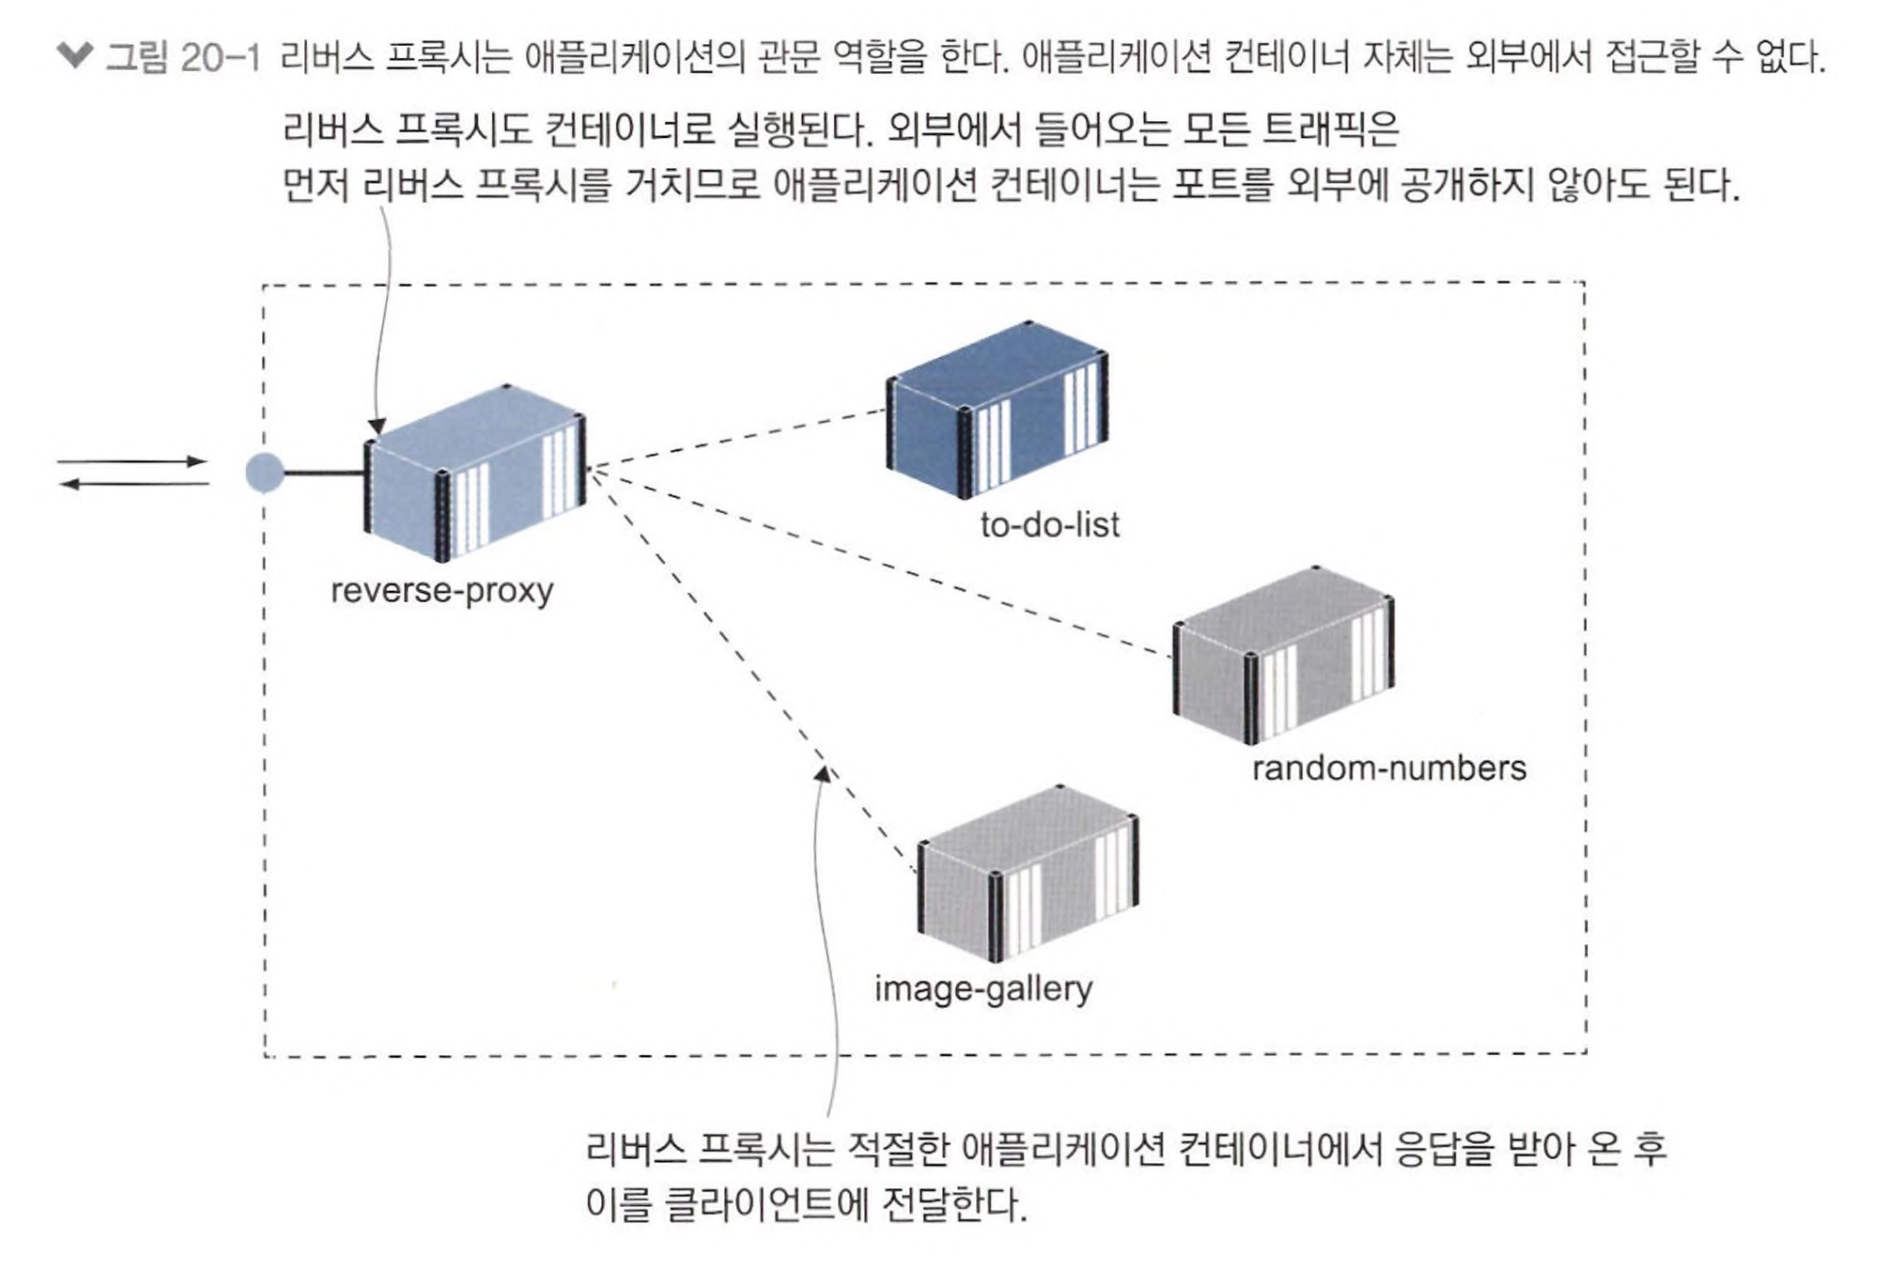 그림 20-1 리버스 프록시는 애플리케이션의 관문 역할을 한다. 애플리케이션 컨테이너 자체는 외부에서 접근할 수 없다.
리버스 프록시도 컨테이너로 실행된다. 외부에서 들어오는 모든 트래픽은
먼저 리버스 프록시를 거치므로 애플리케이션 컨테이너는 포트를 외부에 공개하지 않아도 된다.
to-do-list
reverse-proxy
random-numbers
image-gallery
리버스 프록시는 적절한 애플리케이션 컨테이너에서 응답을 받아 온 후
이를 클라이언트에 전달한다.